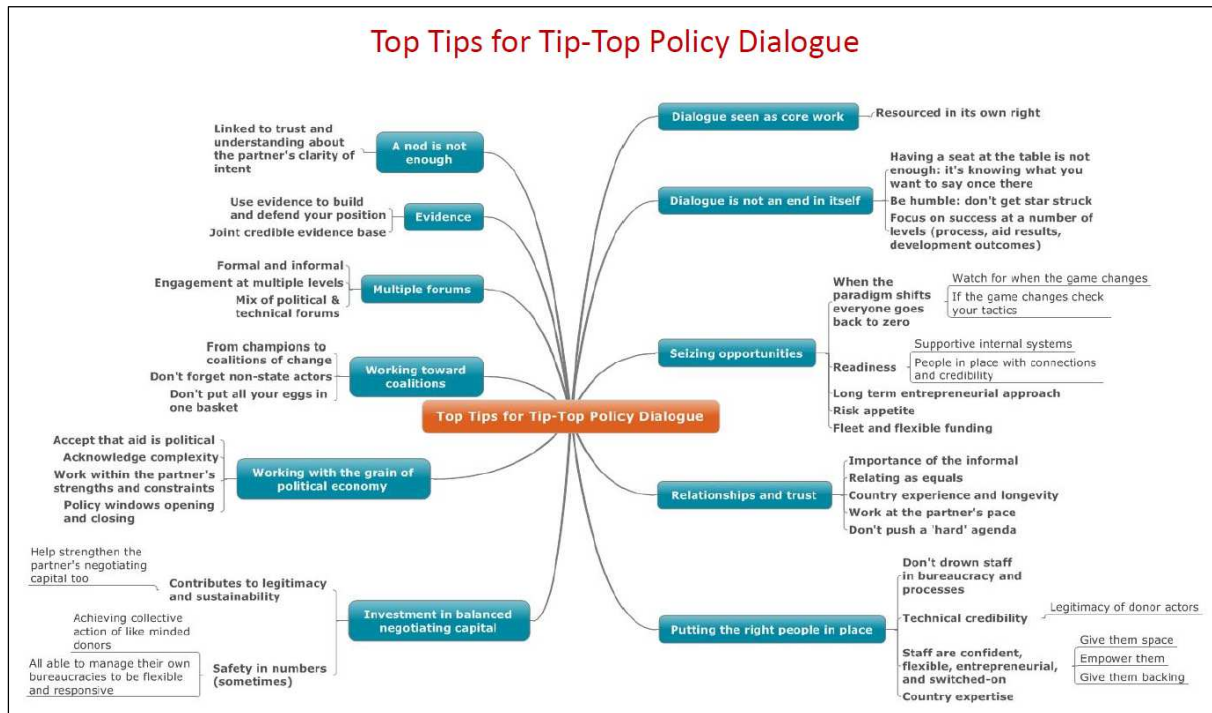 Top Tips for Tip-Top Policy Dialogue
Linked to trust and
understanding about
the partner's clarity of
intent
A nod is not
enough
Use evidence to build
and defend your position
Joint credible evidence base
Evidence
Formal and informal
Engagement at multiple levels
Mix of political &
technical forums
Multiple forums
From champions to
coalitions of change
Don't forget non-state actors
Don't put all your eggs in
one basket
Working toward
coalitions
Accept that aid is political
Acknowledge complexity
Work within the partner's
strengths and constraints
Policy windows opening
and closing
Working with the grain of
political economy
Help strengthen the
partner's negotiating
capital too
Contributes to legitimacy
and sustainability
Achieving collective
action of like minded
donors
All able to manage their own
bureaucracies to be flexible
and responsive
Safety in numbers
(sometimes)
Investment in balanced
negotiating capital
Top Tips for Tip-Top Policy Dialogue
Dialogue seen as core work
Resourced in its own right
Dialogue is not an end in itself
Having a seat at the table is not
enough: it's knowing what you
want to say once there
Be humble: don't get star struck
Focus on success at a number of
levels (process, aid results,
development outcomes)
Seizing opportunities
When the
paradigm shifts
everyone goes
back to zero
Watch for when the game changes
If the game changes check
your tactics
Readiness
Supportive internal systems
People in place with connections
and credibility
Long term entrepreneurial approach
Risk appetite
Fleet and flexible funding
Relationships and trust
Importance of the informal
Relating as equals
Country experience and longevity
Work at the partner's pace
Don't push a 'hard' agenda
Putting the right people in place
Don't drown staff
in bureaucracy and
processes
Technical credibility
Legitimacy of donor actors
Staff are confident,
flexible, entrepreneurial,
and switched-on
Give them space
Empower them
Give them backing
Country expertise